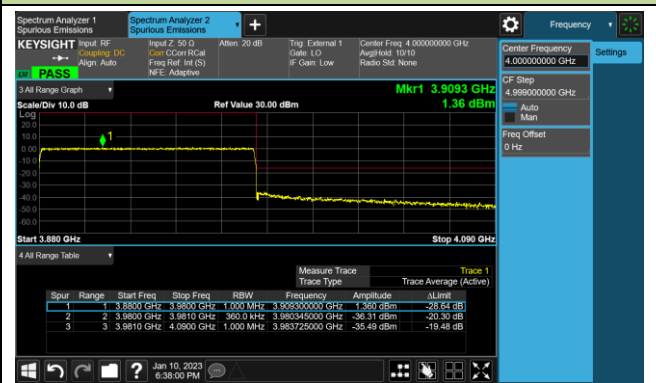 Spectrum Analyzer 1
Spurious Emissions
Spectrum Analyzer 2
Spurious Emissions
Frequency
KEYSIGHT
Input: RF
Coupling: DC
Align: Auto
Input Z: 50 Ω
Corr CCorr RCal
Freq Ref: Int (S)
NFE: Adaptive
Atten: 20 dB
Trig: External 1
Gate: LO
IF Gain: Low
Center Freq: 4.000000000 GHz
Avg|Hold: 10/10
Radio Std: None
PASS
Center Frequency
4.000000000 GHz
Settings
CF Step
4.999000000 GHz
Auto
Man
Freq Offset
0 Hz
3 All Range Graph
Mkr1 3.9093 GHz
Scale/Div 10.0 dB
Ref Value 30.00 dBm
1.36 dBm
Log
20.0
10.0
0.00
-10.0
-20.0
-30.0
-40.0
-50.0
-60.0
1
Start 3.880 GHz
Stop 4.090 GHz
4 All Range Table
Measure Trace Trace 1
Trace Type Trace Average (Active)
Spur Range Start Freq Stop Freq RBW Frequency Amplitude ΔLimit
1 1 3.8800 GHz 3.9800 GHz 1.000 MHz 3.909300000 GHz 1.360 dBm -28.64 dB
2 2 3.9800 GHz 3.9810 GHz 360.0 kHz 3.980345000 GHz -36.31 dBm -20.30 dB
3 3 3.9810 GHz 4.0900 GHz 1.000 MHz 3.983725000 GHz -35.49 dBm -19.48 dB
Jan 10, 2023
6:38:00 PM